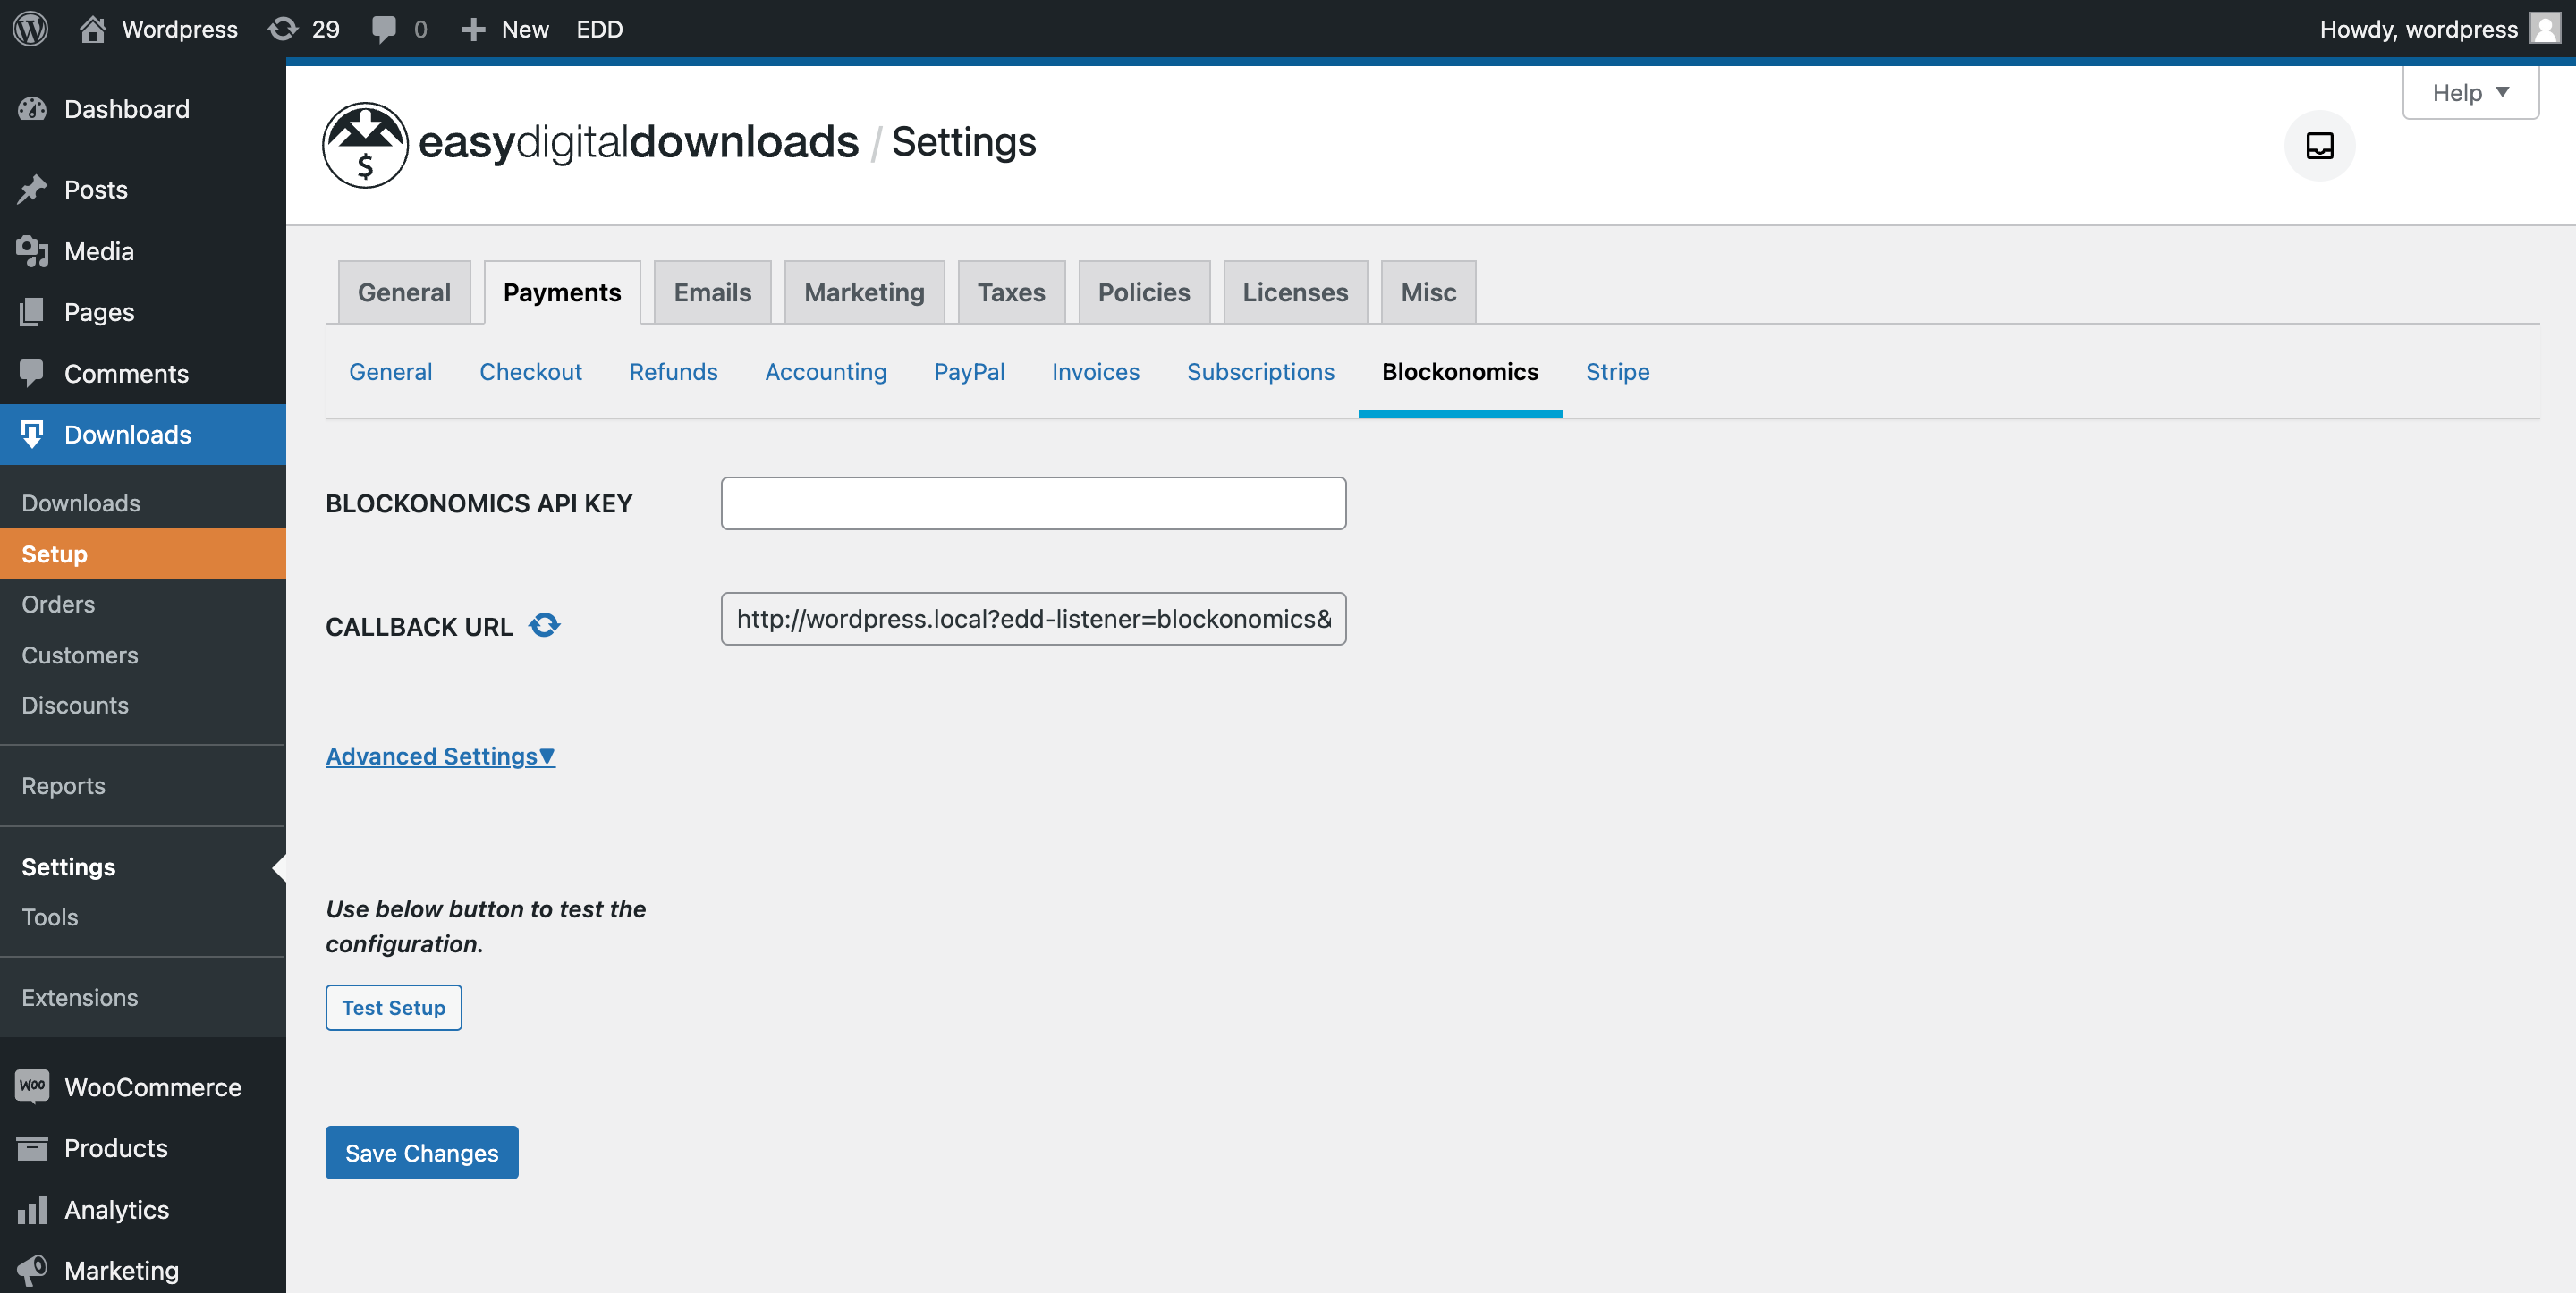 Wordpress 29 0 New EDD Howdy, wordpress
Help ▼
easydigitaldownloads / Settings
$
Dashboard
Posts
Media
Pages
Comments
Downloads
Downloads
Setup
Orders
Customers
Discounts
Reports
Settings
Tools
Extensions
Woo WooCommerce
Products
Analytics
Marketing
General Payments Emails Marketing Taxes Policies Licenses Misc
General Checkout Refunds Accounting PayPal Invoices Subscriptions Blockonomics Stripe
BLOCKONOMICS API KEY
CALLBACK URL http://wordpress.local?edd-listener=blockonomics&
Advanced Settings▼
Use below button to test the
configuration.
Test Setup
Save Changes